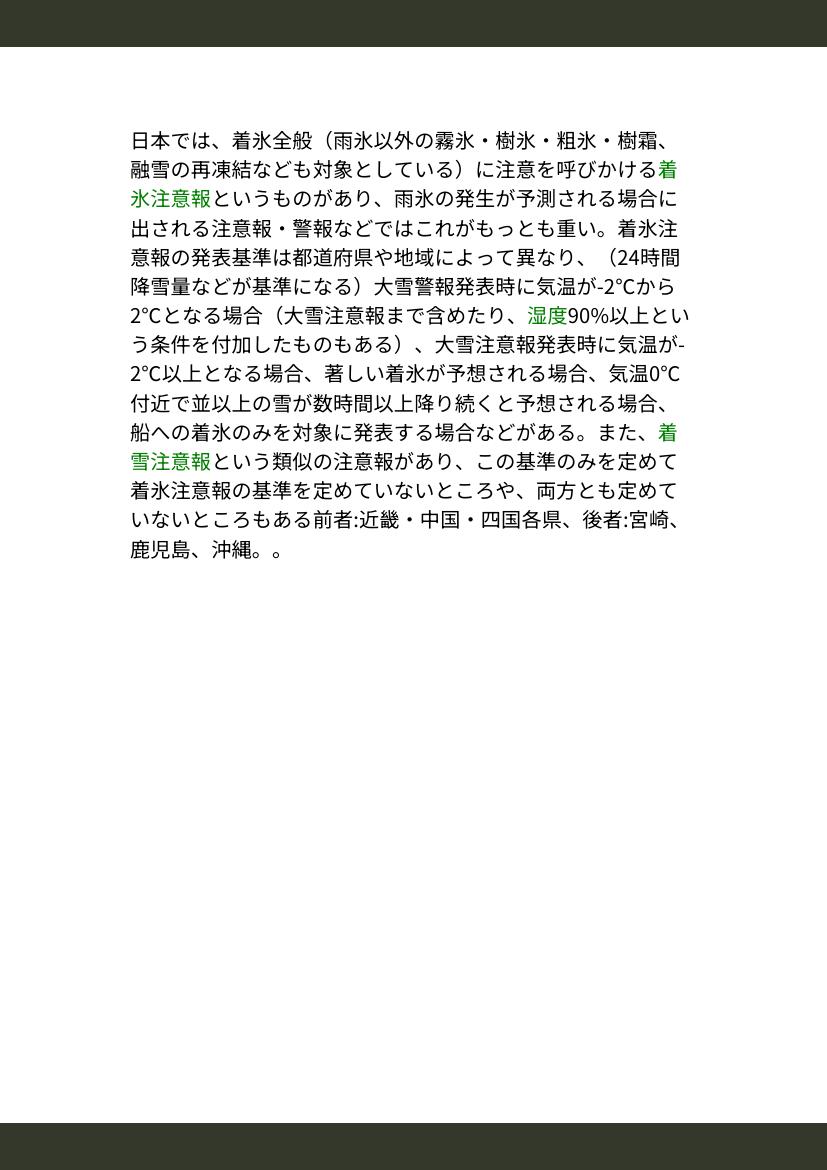 日本では、着氷全般（雨氷以外の霧氷・樹氷・粗氷・樹霜、
融雪の再凍結なども対象としている）に注意を呼びかける着
氷注意報というものがあり、雨氷の発生が予測される場合に
出される注意報・警報などではこれがもっとも重い。着氷注
意報の発表基準は都道府県や地域によって異なり、（24時間
降雪量などが基準になる）大雪警報発表時に気温が-2℃から
2℃となる場合（大雪注意報まで含めたり、湿度90%以上とい
う条件を付加したものもある）、大雪注意報発表時に気温が-
2℃以上となる場合、著しい着氷が予想される場合、気温0℃
付近で並以上の雪が数時間以上降り続くと予想される場合、
船への着氷のみを対象に発表する場合などがある。また、着
雪注意報という類似の注意報があり、この基準のみを定めて
着氷注意報の基準を定めていないところや、両方とも定めて
いないところもある前者:近畿・中国・四国各県、後者:宮崎、
鹿児島、沖縄。。